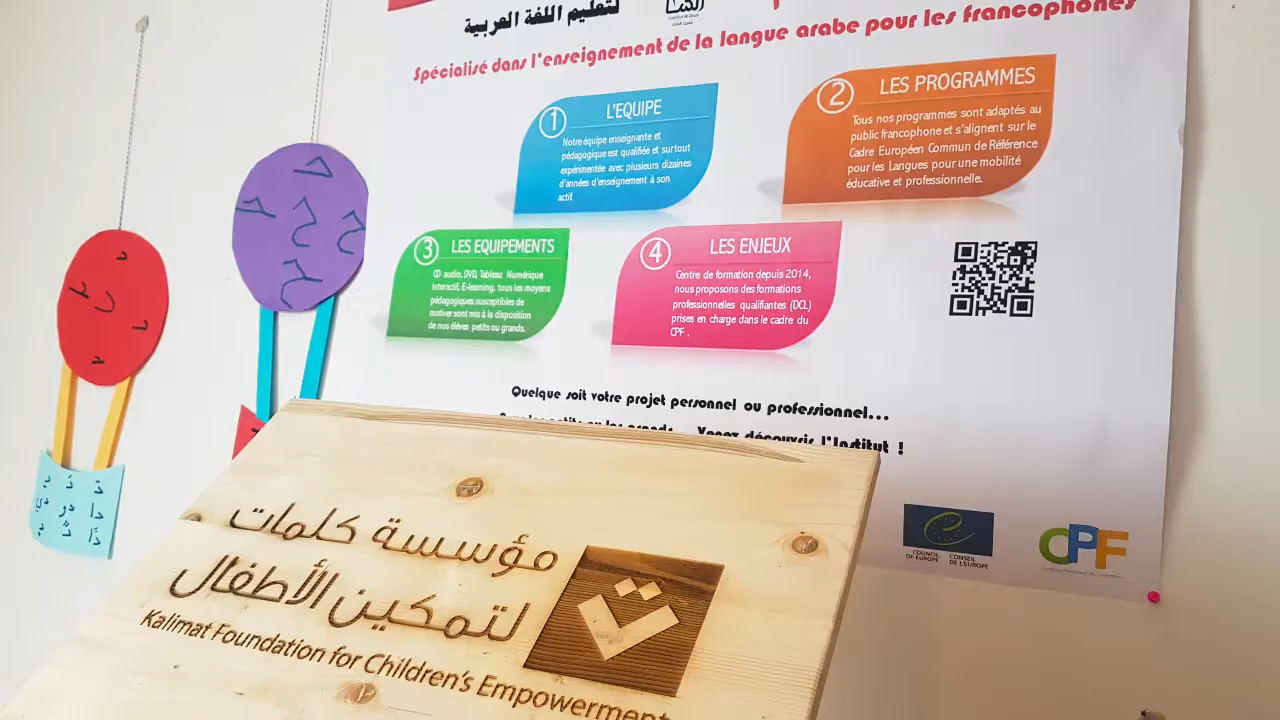 لتعليم اللغة العربية
Spécialisé dans l'enseignement de la langue arabe pour les francophones
1 L'EQUIPE
Notre équipe enseignante et
pédagogique est qualifiée et surtout
expérimentée avec plusieurs dizaines
d'années d'enseignement à son
actif
2 LES PROGRAMMES
Tous nos programmes sont adaptés au
public francophone et s'alignent sur le
Cadre Européen Commun de Référence
pour les Langues pour une mobilité
éducative et professionnelle.
3 LES EQUIPEMENTS
CD audio, DVD, Tableau Numérique
Interactif, E-learning, tous les moyens
pédagogiques susceptibles de
motiver sont mis à la disposition
de nos élèves petits ou grands.
4 LES ENJEUX
Centre de formation depuis 2014,
nous proposons des formations
professionnelles qualifiantes (DCL)
prises en charge dans le cadre du
CPF .
Quelque soit votre projet personnel ou professionnel...
Venez découvrir l'Institut !
COUNCIL OF EUROPE
CONSEIL DE L'EUROPE
CPF
مؤسسة كلمات
لتمكين الأطفال
Kalimat Foundation for Children's Empowerment